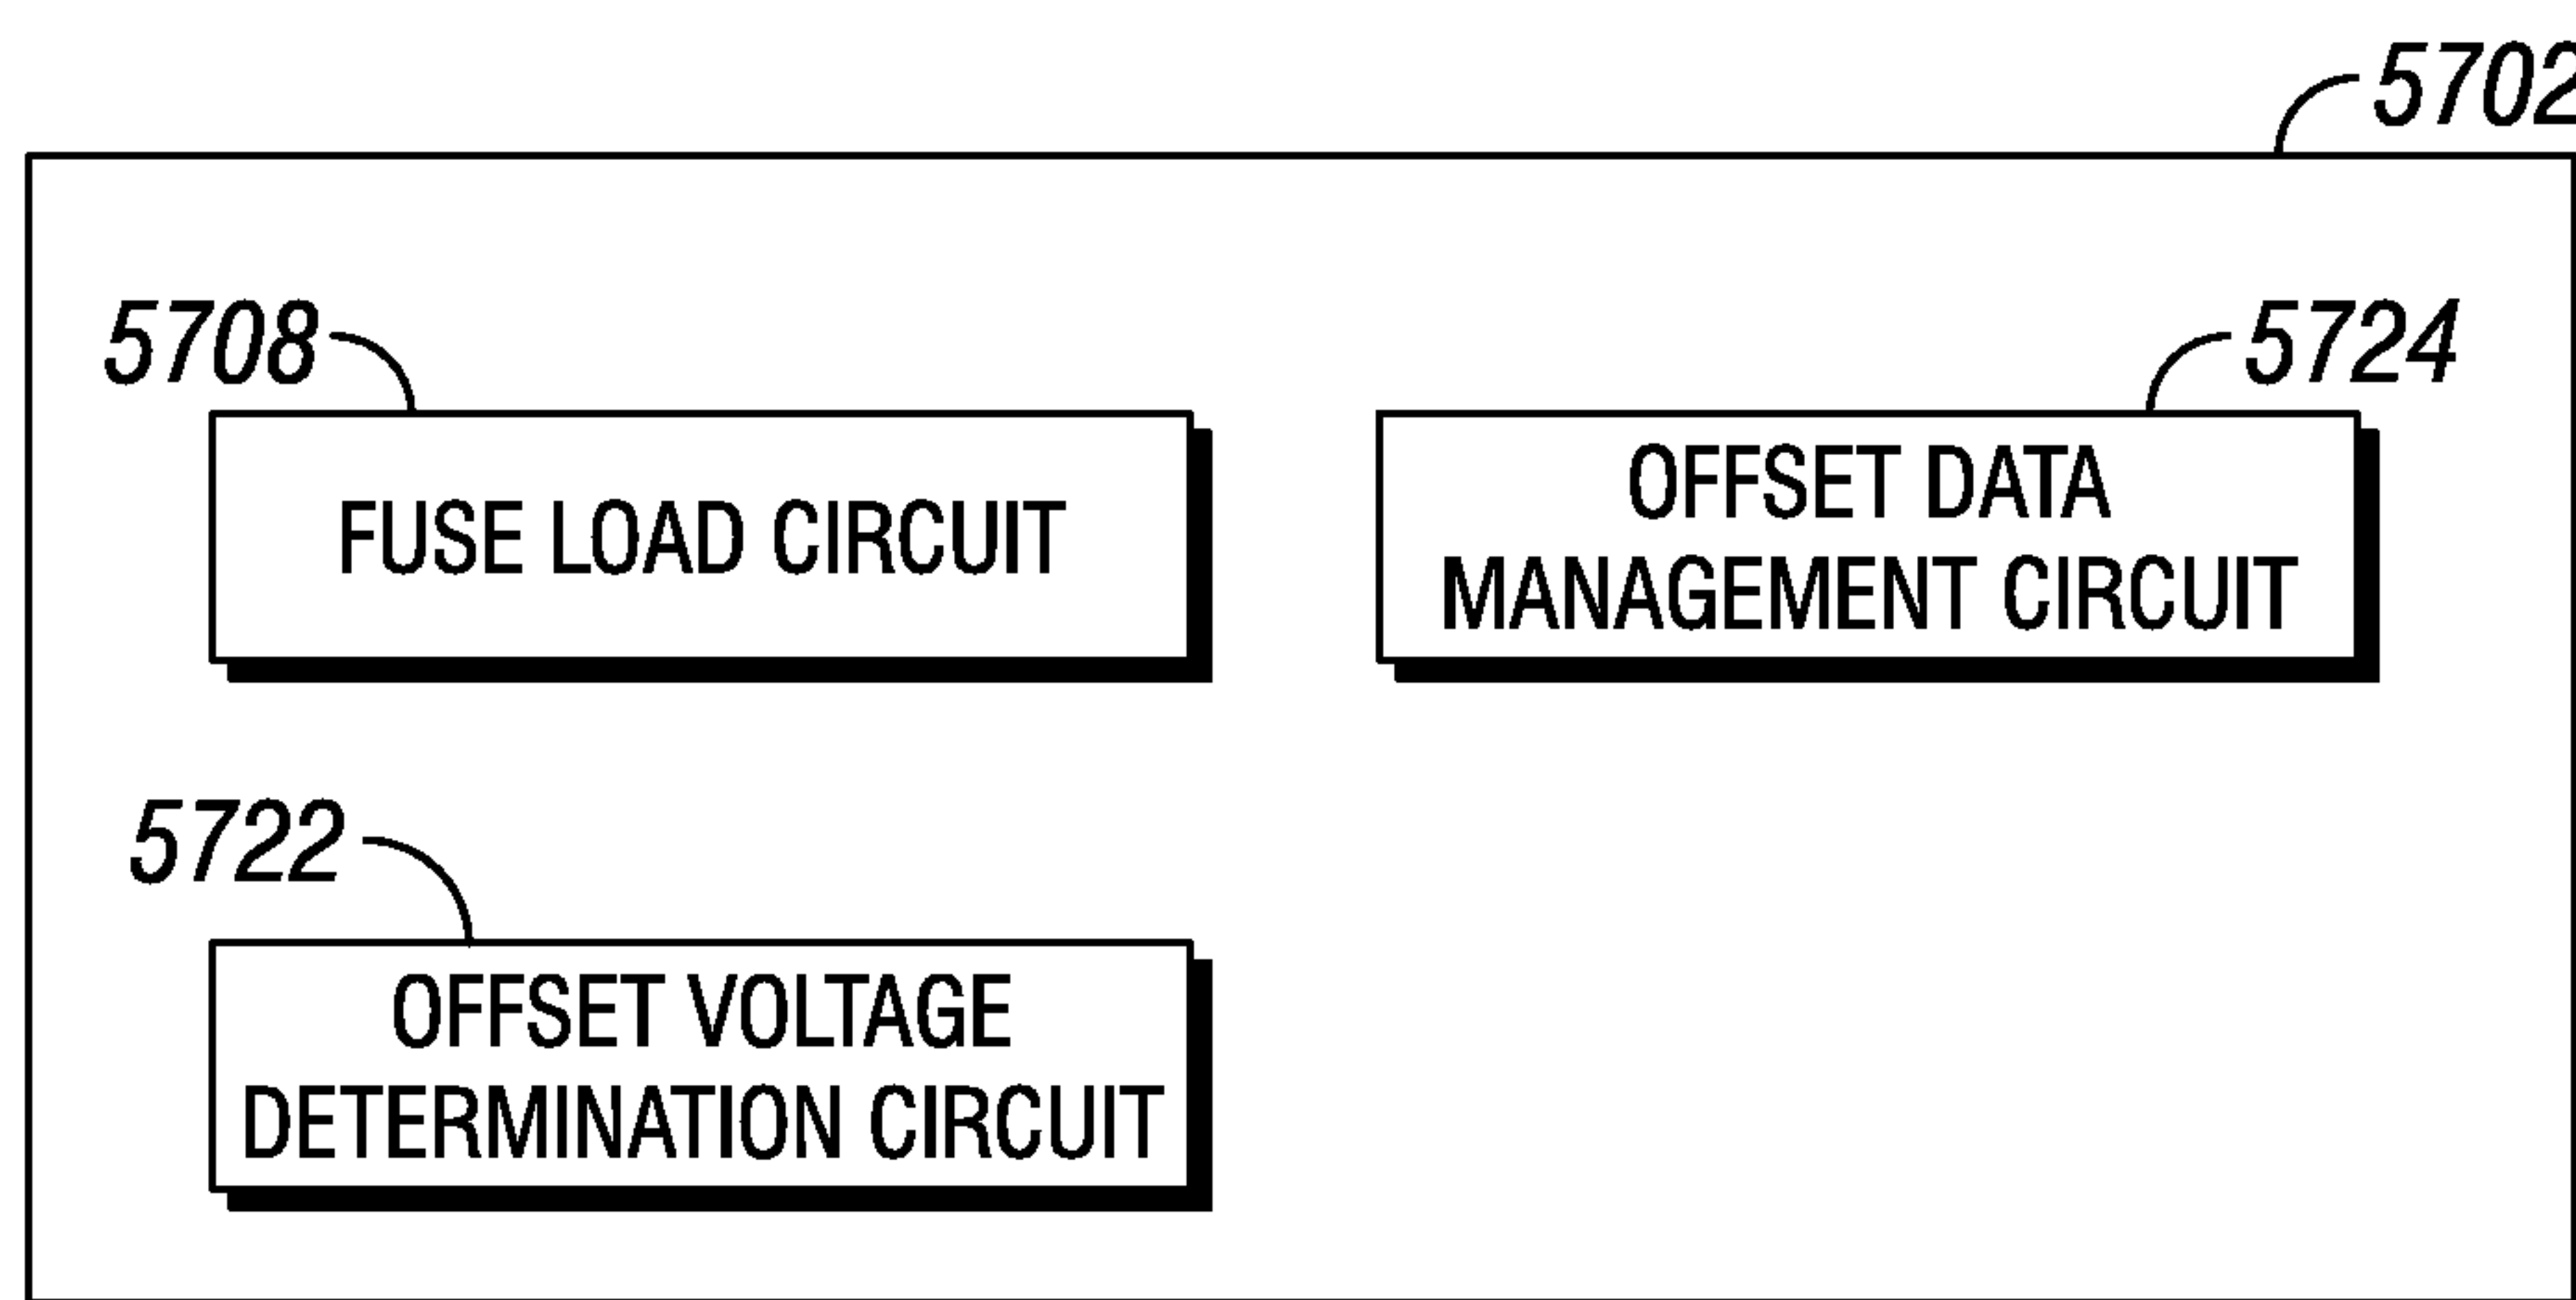 5702
5708
5724
FUSE LOAD CIRCUIT
OFFSET DATA
MANAGEMENT CIRCUIT
5722
OFFSET VOLTAGE
DETERMINATION CIRCUIT